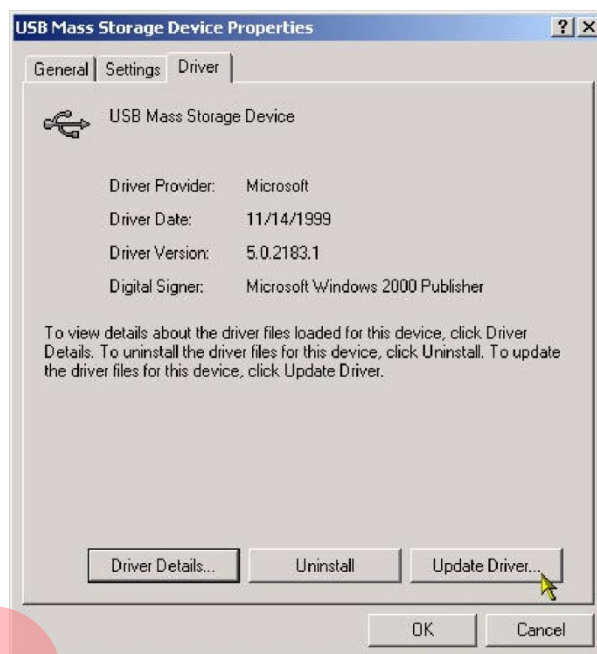 USB Mass Storage Device Properties
General Settings Driver
USB Mass Storage Device
Driver Provider: Microsoft
Driver Date: 11/14/1999
Driver Version: 5.0.2183.1
Digital Signer: Microsoft Windows 2000 Publisher
To view details about the driver files loaded for this device, click Driver
Details. To uninstall the driver files for this device, click Uninstall. To update
the driver files for this device, click Update Driver.
Driver Details... Uninstall Update Driver...
OK Cancel